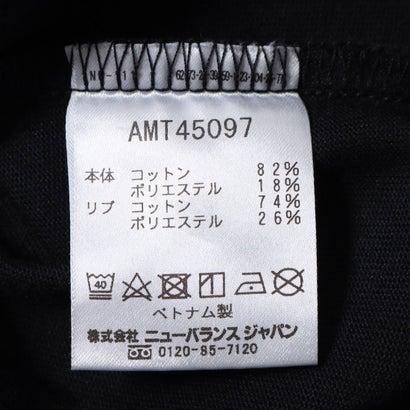 AMT45097
本体 コットン 82%
ポリエステル 18%
リブ コットン 74%
ポリエステル 26%
40
ベトナム製
株式会社 ニューバランス ジャパン
0120-85-7120